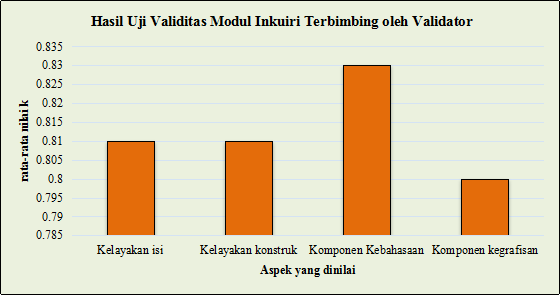 Hasil Uji Validitas Modul Inkuiri Terbimbing oleh Validator
rata-rata nilai k
0.835
0.83
0.825
0.82
0.815
0.81
0.805
0.8
0.795
0.79
0.785
Kelayakan isi
Kelayakan konstruk
Komponen Kebahasaan
Komponen kegrafisan
Aspek yang dinilai